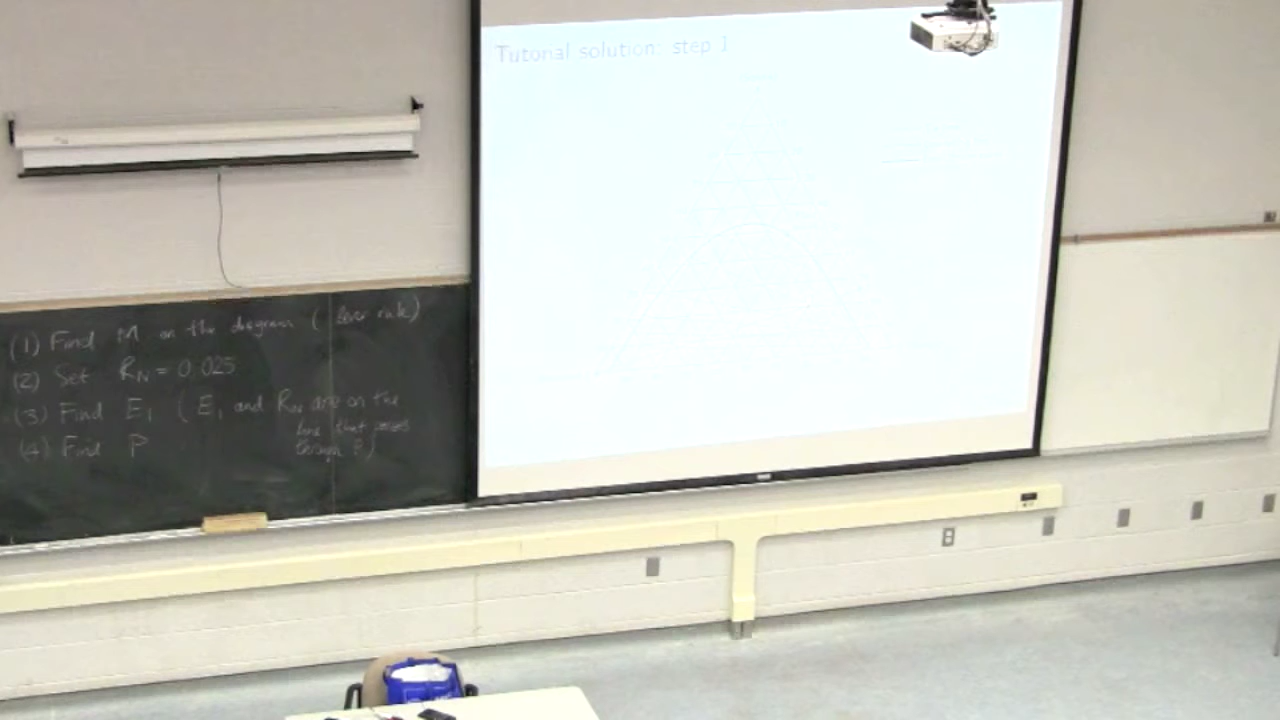 Tutorial solution: step 1
(1) Find M on the diagram (lever rule)
(2) Set R_N = 0.025
(3) Find E_1 (E_1 and R_N are on the
line that passes
through P)
(4) Find P